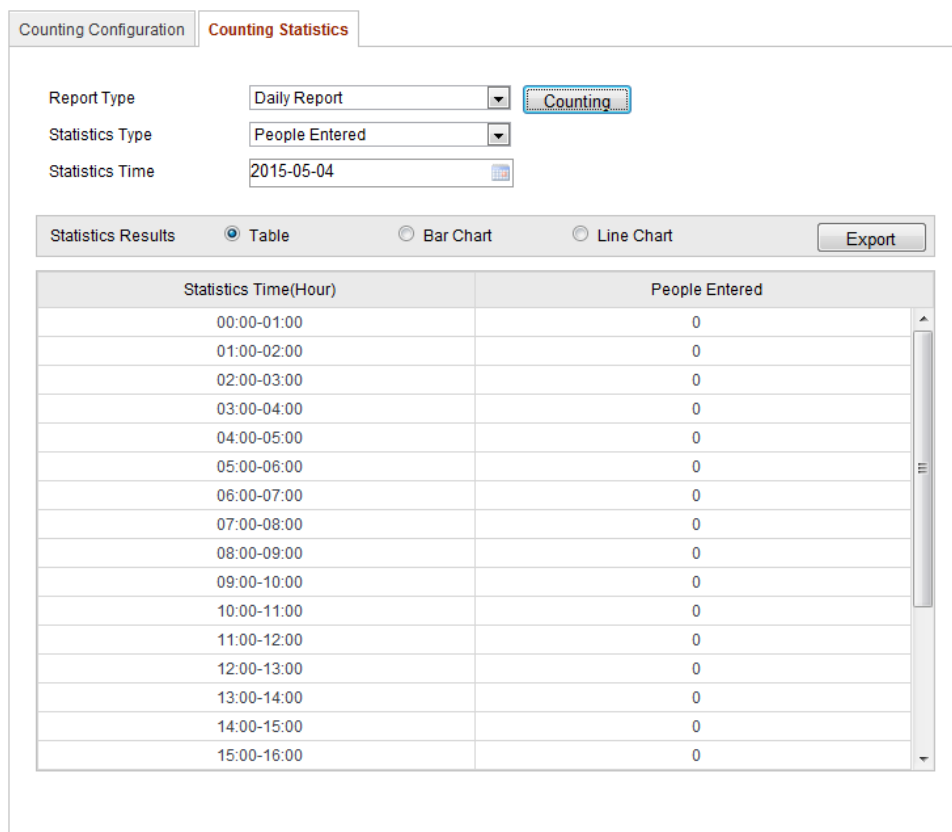 Counting Configuration Counting Statistics
Report Type Daily Report Counting
Statistics Type People Entered
Statistics Time 2015-05-04
Statistics Results Table Bar Chart Line Chart Export
Statistics Time(Hour) People Entered
00:00-01:00 0
01:00-02:00 0
02:00-03:00 0
03:00-04:00 0
04:00-05:00 0
05:00-06:00 0
06:00-07:00 0
07:00-08:00 0
08:00-09:00 0
09:00-10:00 0
10:00-11:00 0
11:00-12:00 0
12:00-13:00 0
13:00-14:00 0
14:00-15:00 0
15:00-16:00 0